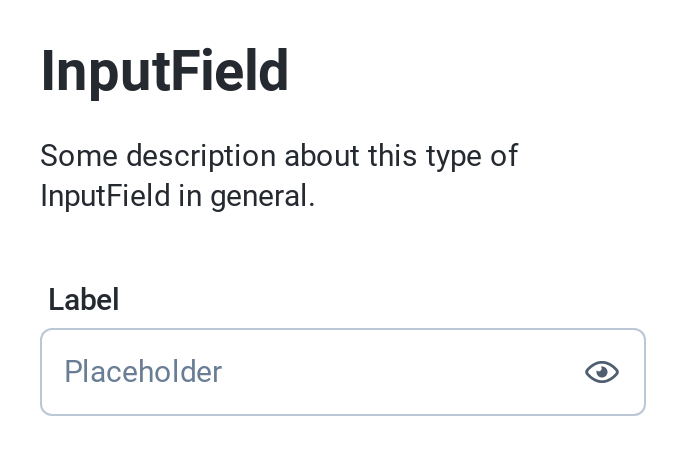 InputField
Some description about this type of
InputField in general.
Label
Placeholder